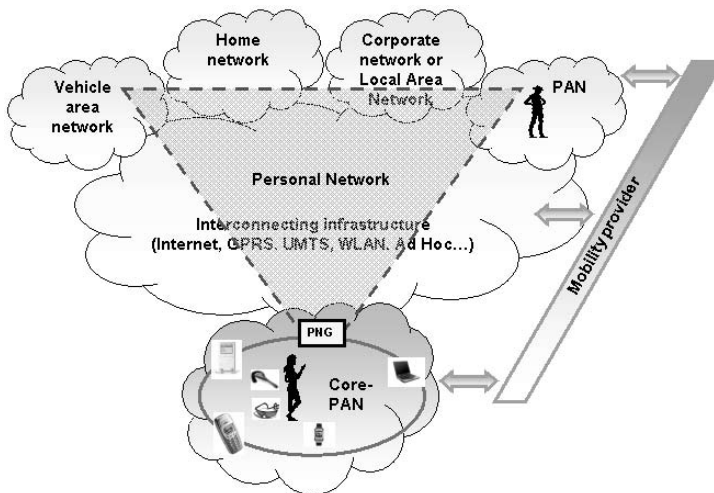 Home
network
Corporate
network or
Local Area
Network
Vehicle
area
network
PAN
Personal Network
Interconnecting infrastructure
(Internet, GPRS, UMTS, WLAN, Ad Hoc...)
Mobility provider
PNG
Core-
PAN